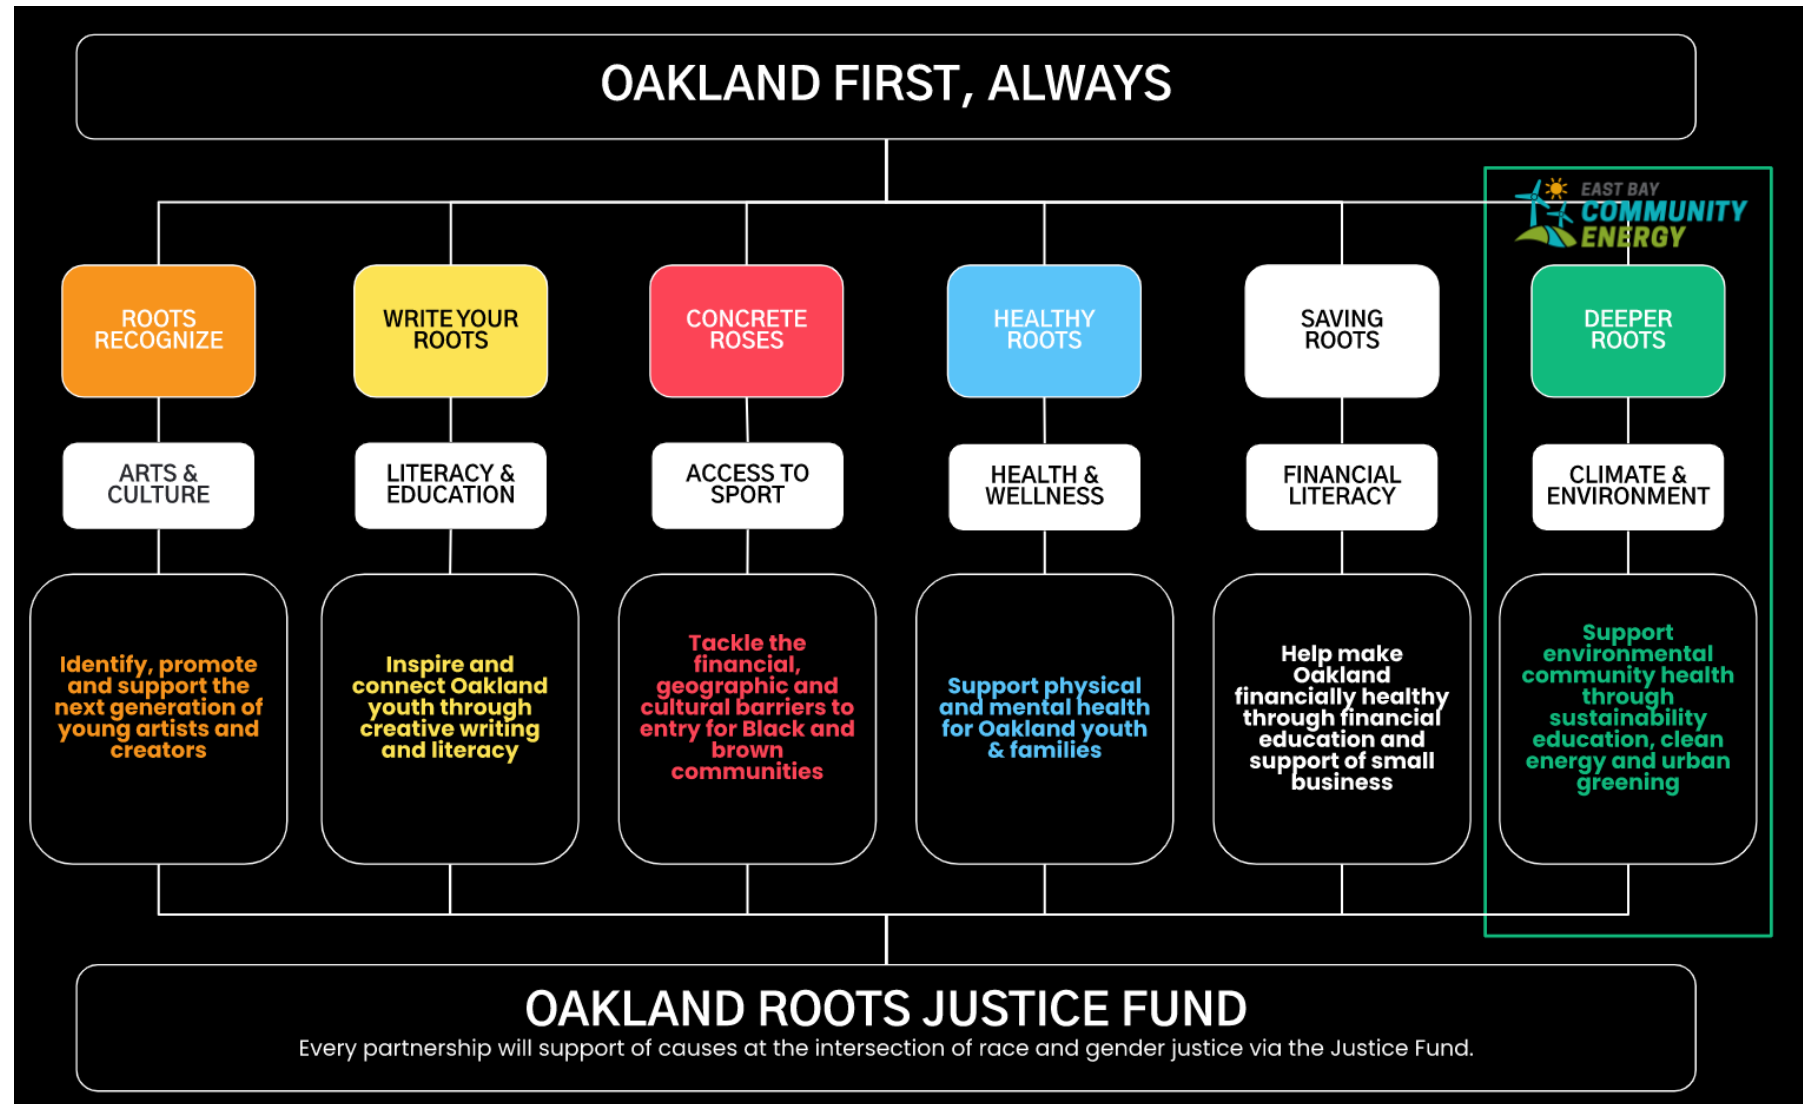 OAKLAND FIRST, ALWAYS
EAST BAY
COMMUNITY
ENERGY
ROOTS
RECOGNIZE
WRITE YOUR
ROOTS
CONCRETE
ROSES
HEALTHY
ROOTS
SAVING
ROOTS
DEEPER
ROOTS
ARTS &
CULTURE
LITERACY &
EDUCATION
ACCESS TO
SPORT
HEALTH &
WELLNESS
FINANCIAL
LITERACY
CLIMATE &
ENVIRONMENT
Identify, promote
and support the
next generation of
young artists and
creators
Inspire and
connect Oakland
youth through
creative writing
and literacy
Tackle the
financial,
geographic and
cultural barriers to
entry for Black and
brown
communities
Support physical
and mental health
for Oakland youth
& families
Help make
Oakland
financially healthy
through financial
education and
support of small
business
Support
environmental
community health
through
sustainability
education, clean
energy and urban
greening
OAKLAND ROOTS JUSTICE FUND
Every partnership will support of causes at the intersection of race and gender justice via the Justice Fund.